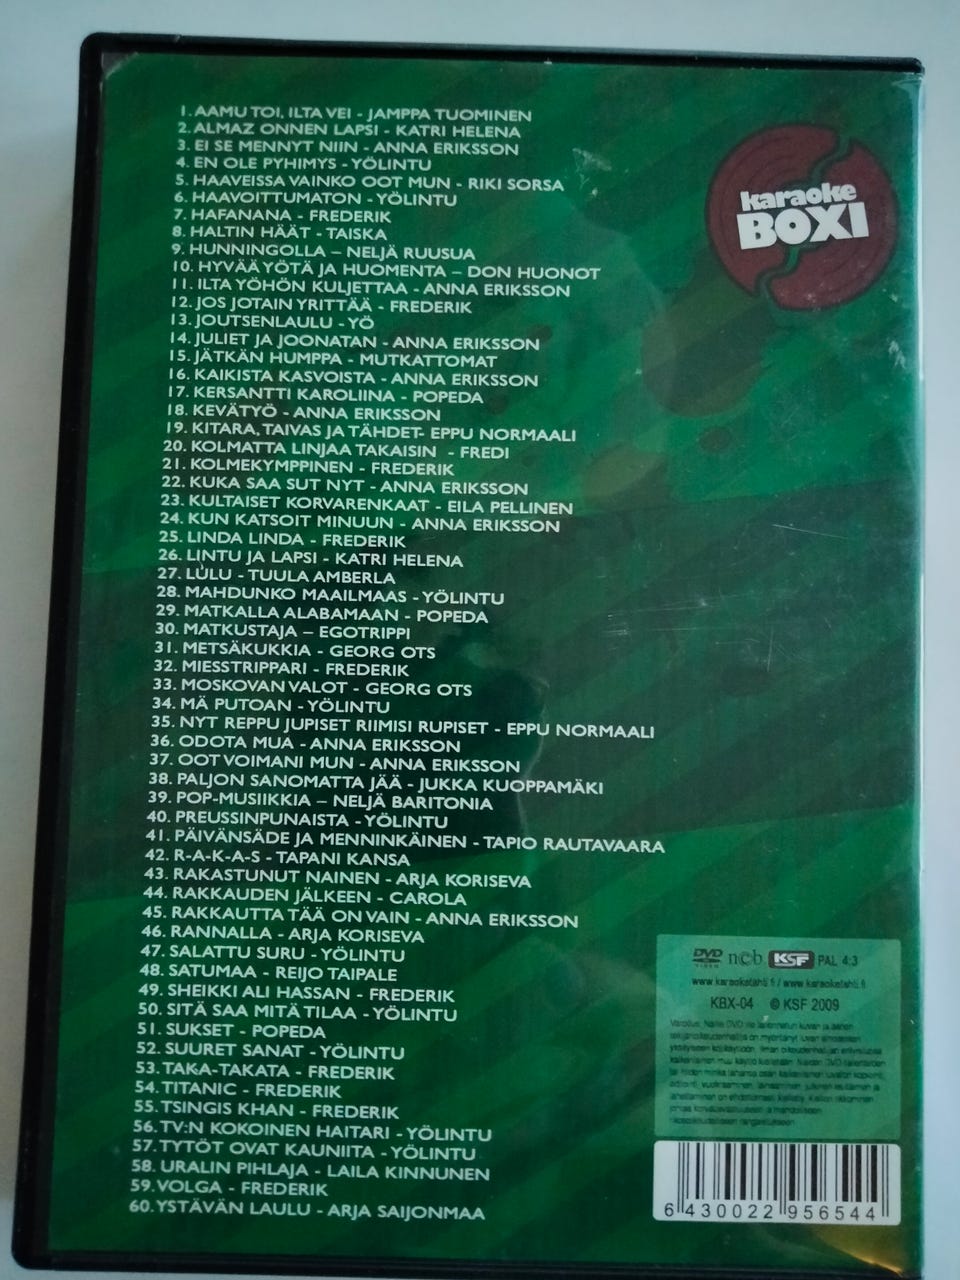 1. AAMU TOI, ILTA VEI - JAMPPA TUOMINEN
2. ALMAZ ONNEN LAPSI - KATRI HELENA
3. EI SE MENNYT NIIN - ANNA ERIKSSON
4. EN OLE PYHIMYS - YÖLINTU
5. HAAVEISSA VAINKO OOT MUN - RIKI SORSA
6. HAAVOITTUMATON - YÖLINTU
7. HAFANANA - FREDERIK
8. HALTIN HÄÄT - TAISKA
9. HUNNINGOLLA – NELJÄ RUUSUA
10. HYVÄÄ YÖTÄ JA HUOMENTA – DON HUONOT
11. ILTA YÖHÖN KULJETTAA - ANNA ERIKSSON
12. JOS JOTAIN YRITTÄÄ - FREDERIK
13. JOUTSENLAULU - YÖ
14. JULIET JA JOONATAN - ANNA ERIKSSON
15. JÄTKÄN HUMPPA - MUTKATTOMAT
16. KAIKISTA KASVOISTA - ANNA ERIKSSON
17. KERSANTTI KAROLIINA - POPEDA
18. KEVÄTYÖ - ANNA ERIKSSON
19. KITARA, TAIVAS JA TÄHDET- EPPU NORMAALI
20. KOLMATTA LINJAA TAKAISIN - FREDI
21. KOLMEKYMPPINEN - FREDERIK
22. KUKA SAA SUT NYT - ANNA ERIKSSON
23. KULTAISET KORVARENKAAT - EILA PELLINEN
24. KUN KATSOIT MINUUN - ANNA ERIKSSON
25. LINDA LINDA - FREDERIK
26. LINTU JA LAPSI - KATRI HELENA
27. LULU - TUULA AMBERLA
28. MAHDUNKO MAAILMAAS - YÖLINTU
29. MATKALLA ALABAMAAN - POPEDA
30. MATKUSTAJA – EGOTRIPPI
31. METSÄKUKKIA - GEORG OTS
32. MIESSTRIPPARI - FREDERIK
33. MOSKOVAN VALOT - GEORG OTS
34. MÄ PUTOAN - YÖLINTU
35. NYT REPPU JUPISET RIIMISI RUPISET - EPPU NORMAALI
36. ODOTA MUA - ANNA ERIKSSON
37. OOT VOIMANI MUN - ANNA ERIKSSON
38. PALJON SANOMATTA JÄÄ - JUKKA KUOPPAMÄKI
39. POP-MUSIIKKIA – NELJÄ BARITONIA
40. PREUSSINPUNAISTA - YÖLINTU
41. PÄIVÄNSÄDE JA MENNINKÄINEN - TAPIO RAUTAVAARA
42. R-A-K-A-S - TAPANI KANSA
43. RAKASTUNUT NAINEN - ARJA KORISEVA
44. RAKKAUDEN JÄLKEEN - CAROLA
45. RAKKAUTTA TÄÄ ON VAIN - ANNA ERIKSSON
46. RANNALLA - ARJA KORISEVA
47. SALATTU SURU - YÖLINTU
48. SATUMAA - REIJO TAIPALE
49. SHEIKKI ALI HASSAN - FREDERIK
50. SITÄ SAA MITÄ TILAA - YÖLINTU
51. SUKSET - POPEDA
52. SUURET SANAT - YÖLINTU
53. TAKA-TAKATA - FREDERIK
54. TITANIC - FREDERIK
55. TSINGIS KHAN - FREDERIK
56. TV:N KOKOINEN HAITARI - YÖLINTU
57. TYTÖT OVAT KAUNIITA - YÖLINTU
58. URALIN PIHLAJA - LAILA KINNUNEN
59. VOLGA - FREDERIK
60. YSTÄVÄN LAULU - ARJA SAIJONMAA
karaoke
BOXI
DVD VIDEO ncb KSF PAL 4:3
www.karaoketahti.fi / www.karaoketahti.fi
KBX-04 © KSF 2009
6 430022 956544